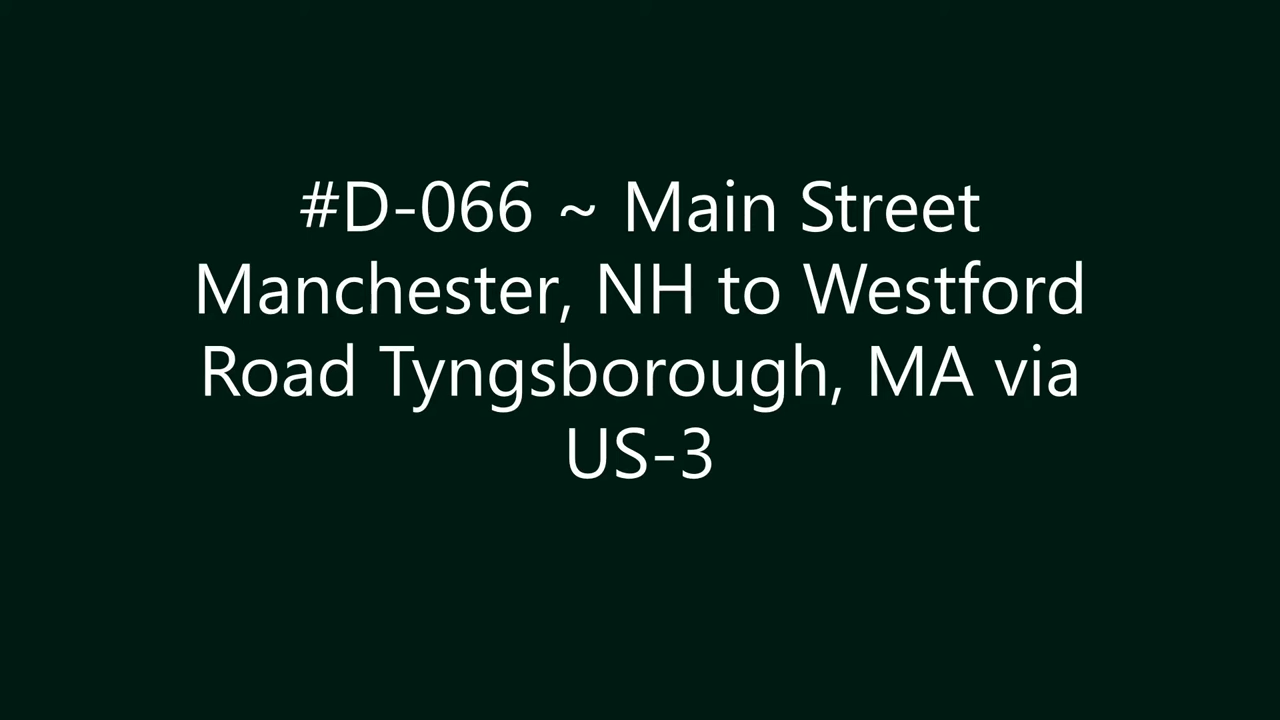 #D-066 ~ Main Street
Manchester, NH to Westford
Road Tyngsborough, MA via
US-3